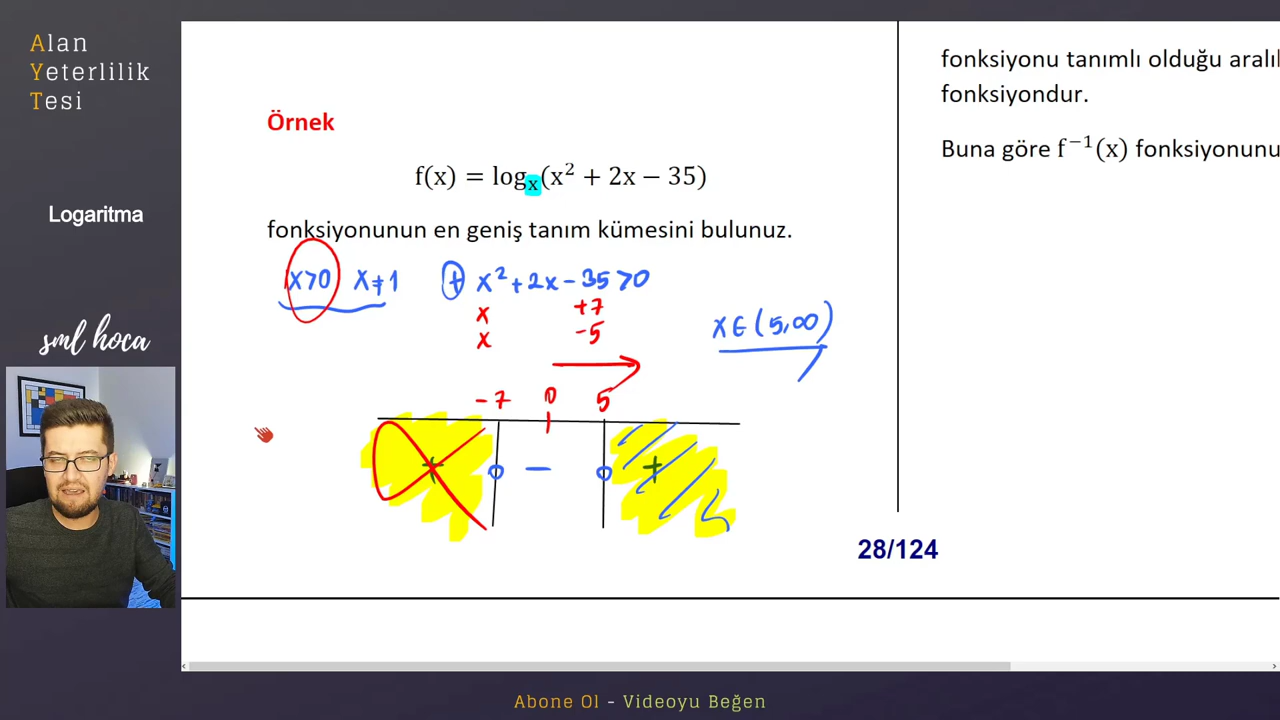 Alan
Yeterlilik
Tesi
Logaritma
sml hoca
Örnek
f(x) = logₓ(x² + 2x − 35)
fonksiyonunun en geniş tanım kümesini bulunuz.
x>0 x≠1 + x²+2x-35>0
x +7
x -5
x∈(5,∞)
-7 0 5
+ - +
28/124
fonksiyonu tanımlı olduğu aralı
fonksiyondur.
Buna göre f⁻¹(x) fonksiyonunu
Abone Ol - Videoyu Beğen